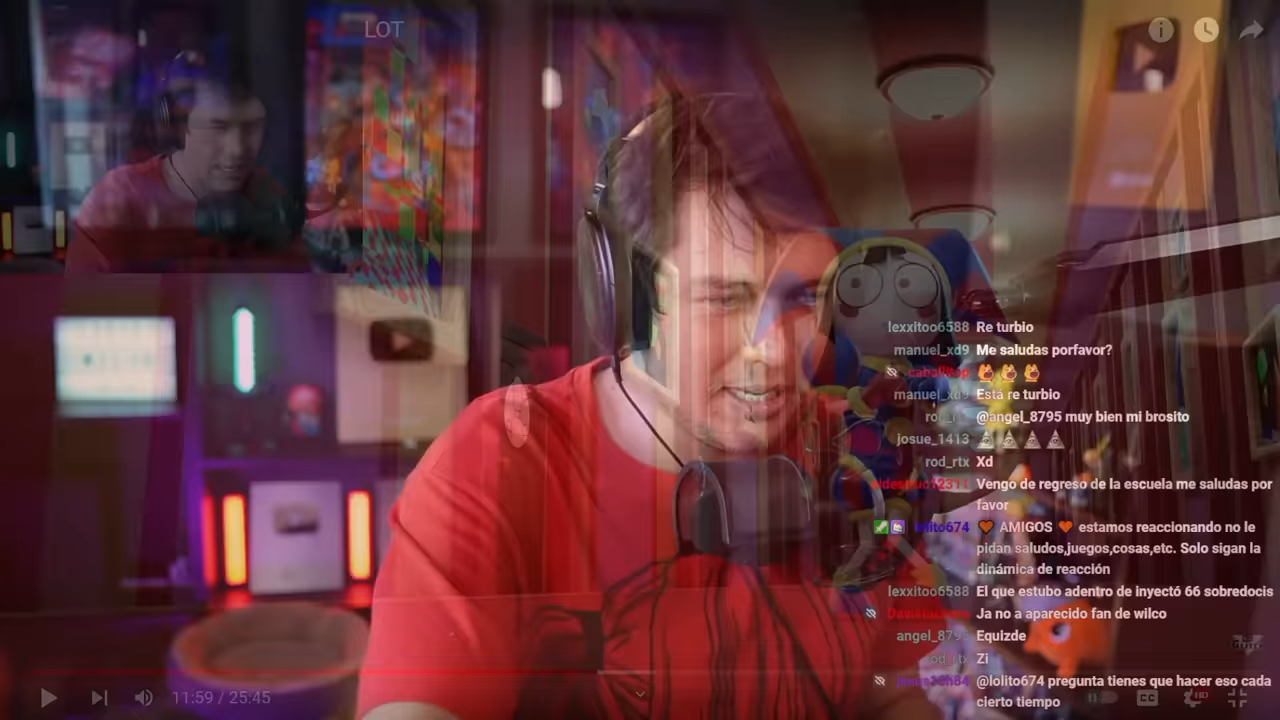 LOT
lexxitoo6588 Re turbio
manuel_xd9 Me saludas porfavor?
manuel_xd9 Está re turbio
@angel_8795 muy bien mi brosito
josue_1413
rod_rtx Xd
Vengo de regreso de la escuela me saludas por
favor
lolito674 AMIGOS estamos reaccionando no le
pidan saludos,juegos,cosas,etc. Solo sigan la
dinámica de reacción
lexxitoo6588 El que estubo adentro de inyectó 66 sobredocis
Ja no a aparecido fan de wilco
Equizde
rod_rtx Zi
@lolito674 pregunta tienes que hacer eso cada
cierto tiempo
11:59 / 25:45
CC
HD